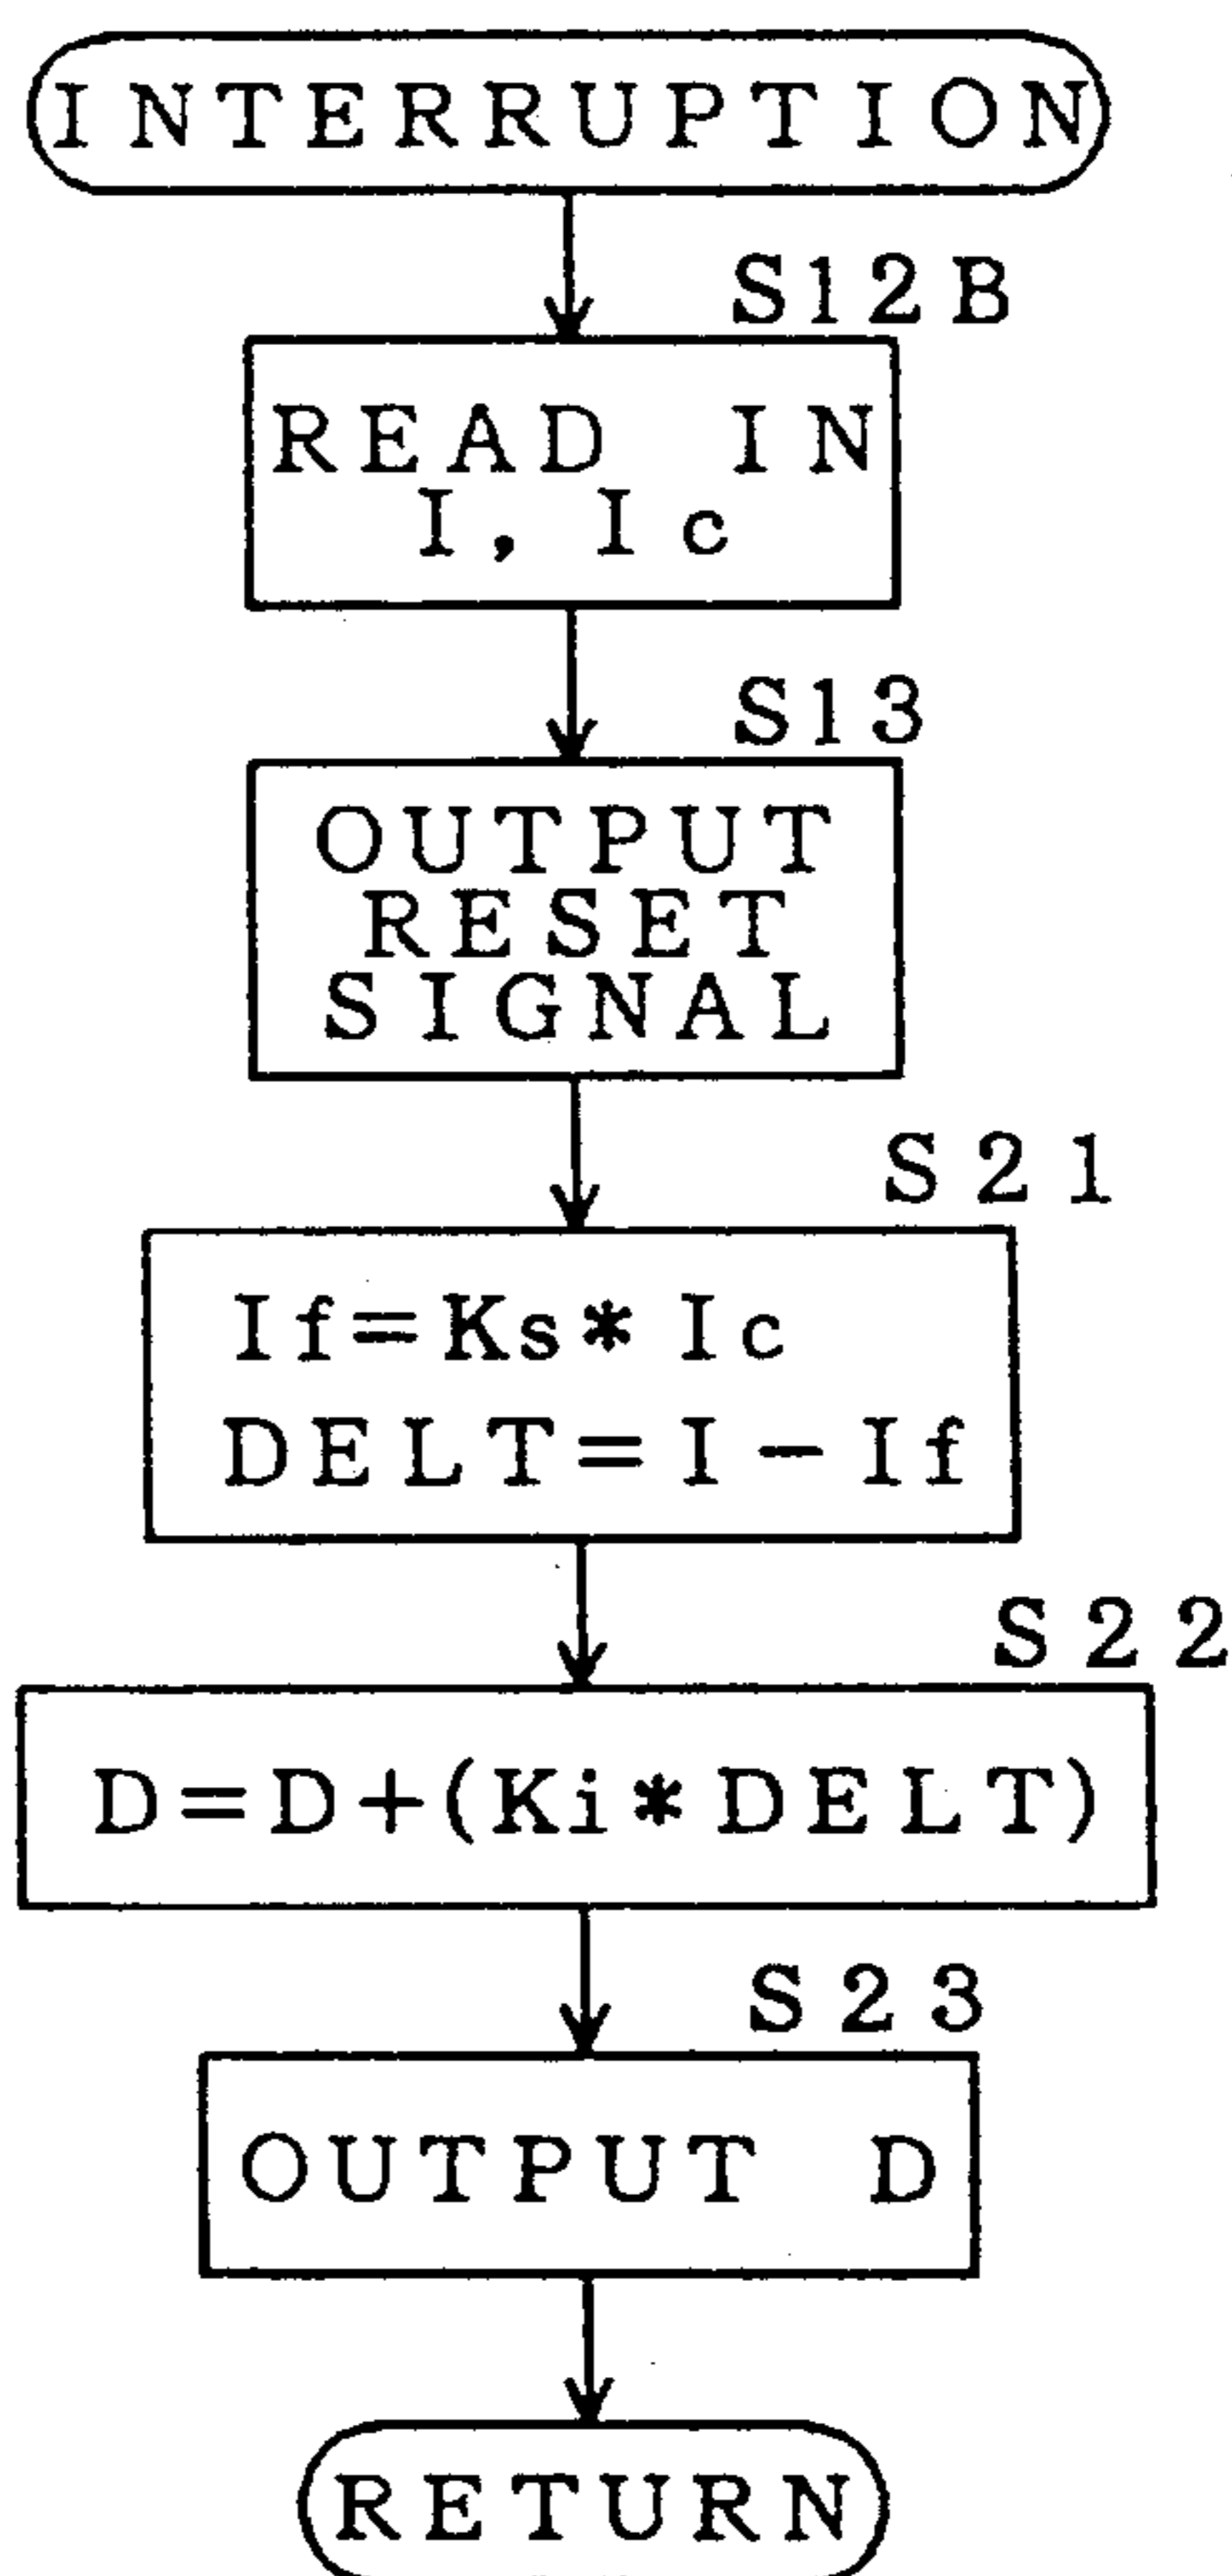 INTERRUPTION
S12B
READ IN
I, Ic
S13
OUTPUT
RESET
SIGNAL
S21
If=Ks*Ic
DELT=I-If
S22
D=D+(Ki*DELT)
S23
OUTPUT D
RETURN